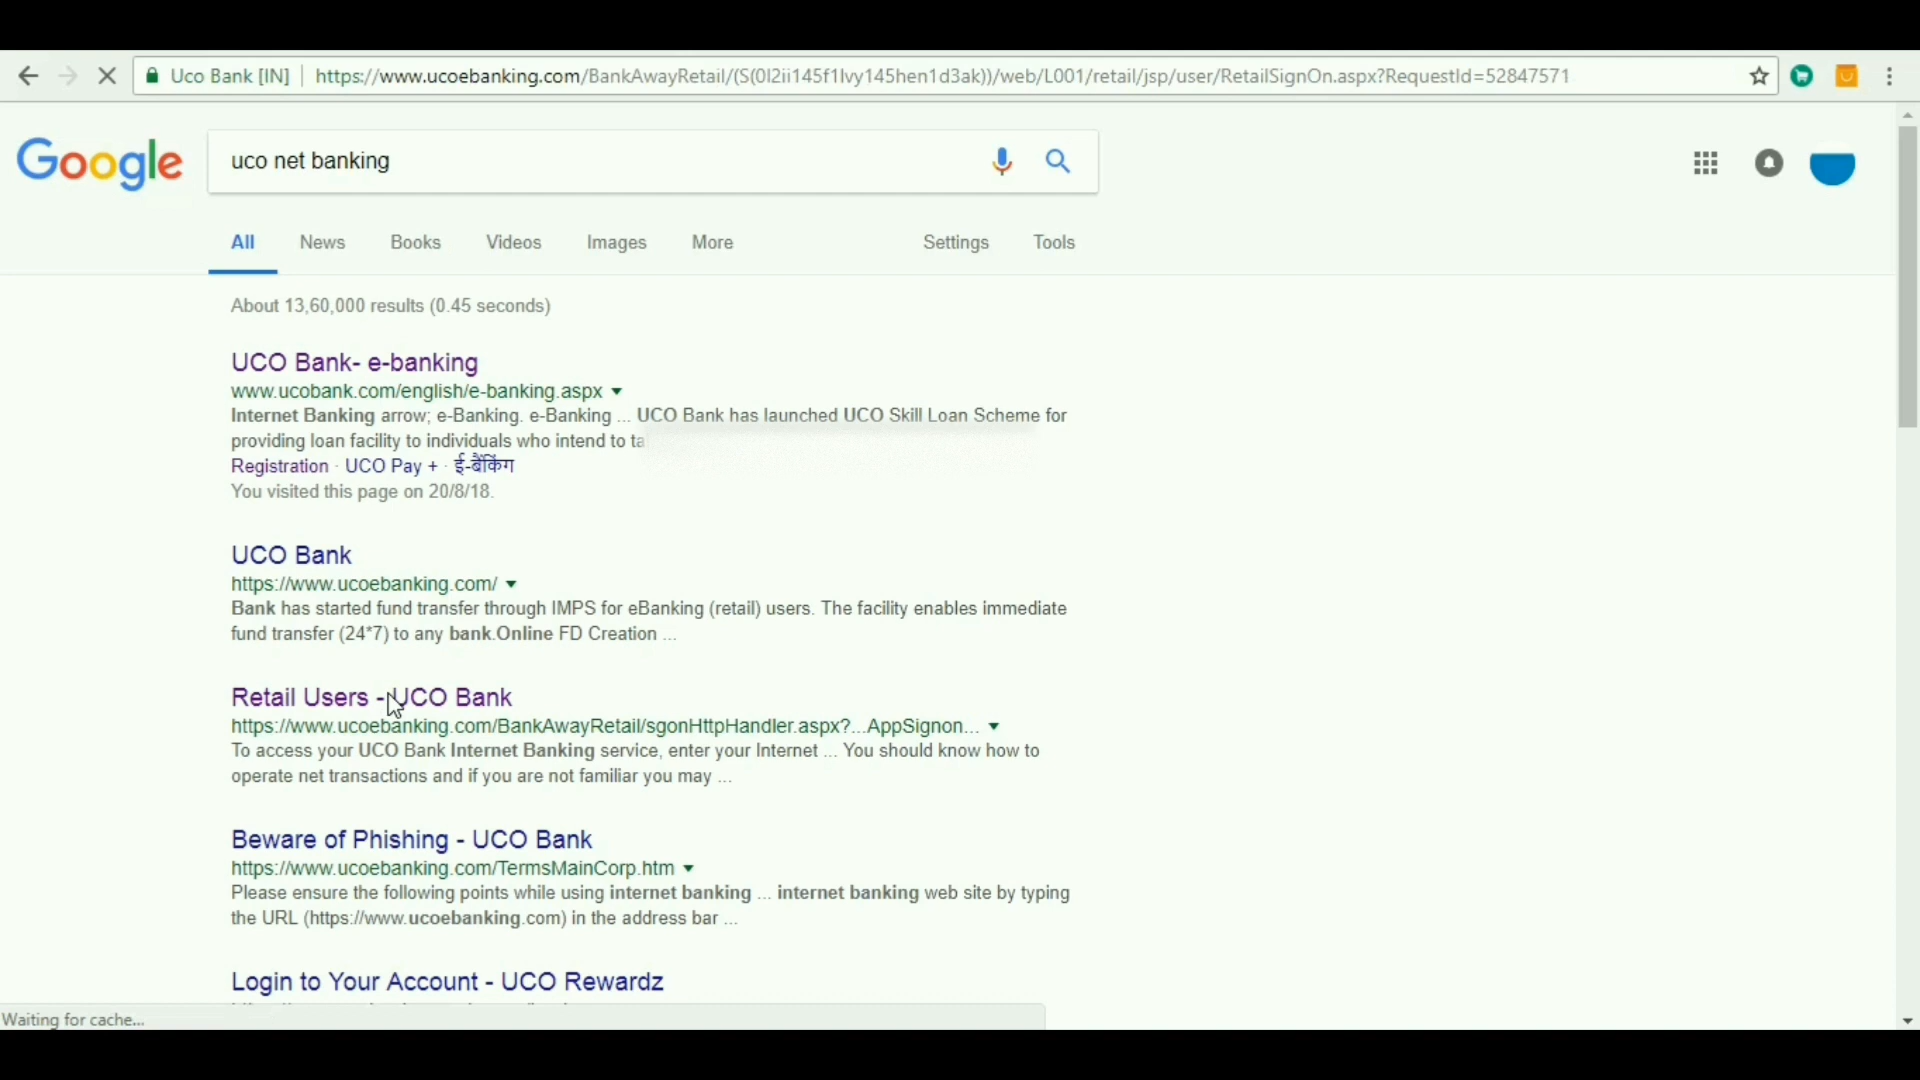 Uco Bank [IN] https://www.ucoebanking.com/BankAwayRetail/(S(0l2ii145f1lvy145hen1d3ak))/web/L001/retail/jsp/user/RetailSignOn.aspx?RequestId=52847571
Google uco net banking
All News Books Videos Images More Settings Tools
About 13,60,000 results (0.45 seconds)
UCO Bank- e-banking
www.ucobank.com/english/e-banking.aspx
Internet Banking arrow; e-Banking. e-Banking ... UCO Bank has launched UCO Skill Loan Scheme for
providing loan facility to individuals who intend to
Registration · UCO Pay + · ई-बैंकिंग
You visited this page on 20/8/18.
UCO Bank
https://www.ucoebanking.com/
Bank has started fund transfer through IMPS for eBanking (retail) users. The facility enables immediate
fund transfer (24*7) to any bank.Online FD Creation ...
Retail Users - UCO Bank
https://www.ucoebanking.com/BankAwayRetail/sgonHttpHandler.aspx?...AppSignon...
To access your UCO Bank Internet Banking service, enter your Internet ... You should know how to
operate net transactions and if you are not familiar you may ...
Beware of Phishing - UCO Bank
https://www.ucoebanking.com/TermsMainCorp.htm
Please ensure the following points while using internet banking ... internet banking web site by typing
the URL (https://www.ucoebanking.com) in the address bar ...
Login to Your Account - UCO Rewardz
Waiting for cache...